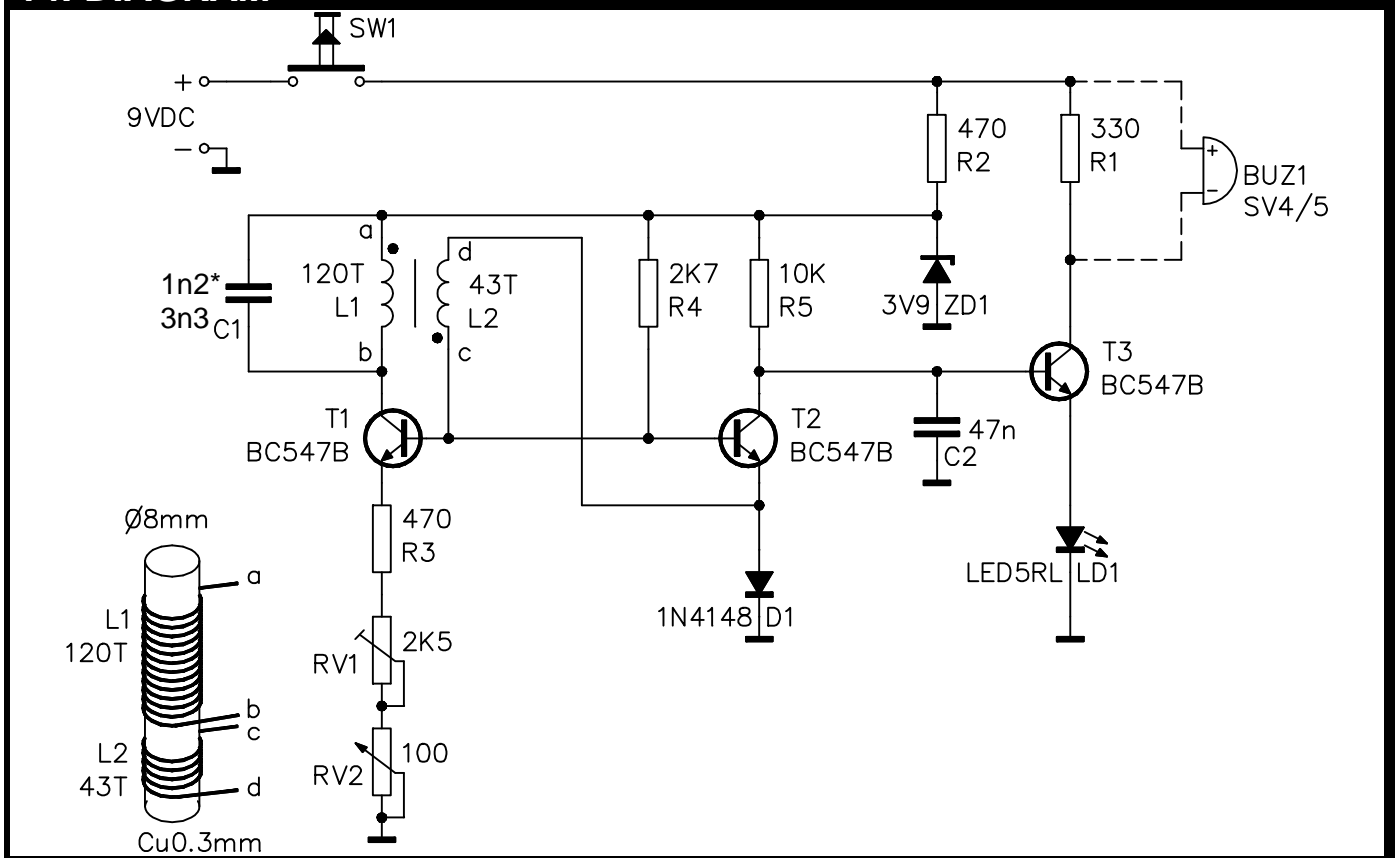 SW1
+
9VDC
−
470
R2
330
R1
+
−
BUZ1
SV4/5
a
120T
L1
b
d
43T
L2
c
1n2*
3n3 C1
2K7
R4
10K
R5
3V9 ZD1
T1
BC547B
T2
BC547B
T3
BC547B
47n
C2
470
R3
2K5
RV1
100
RV2
1N4148 D1
LED5RL LD1
Ø8mm
a
L1
120T
b
c
L2
43T
d
Cu0.3mm